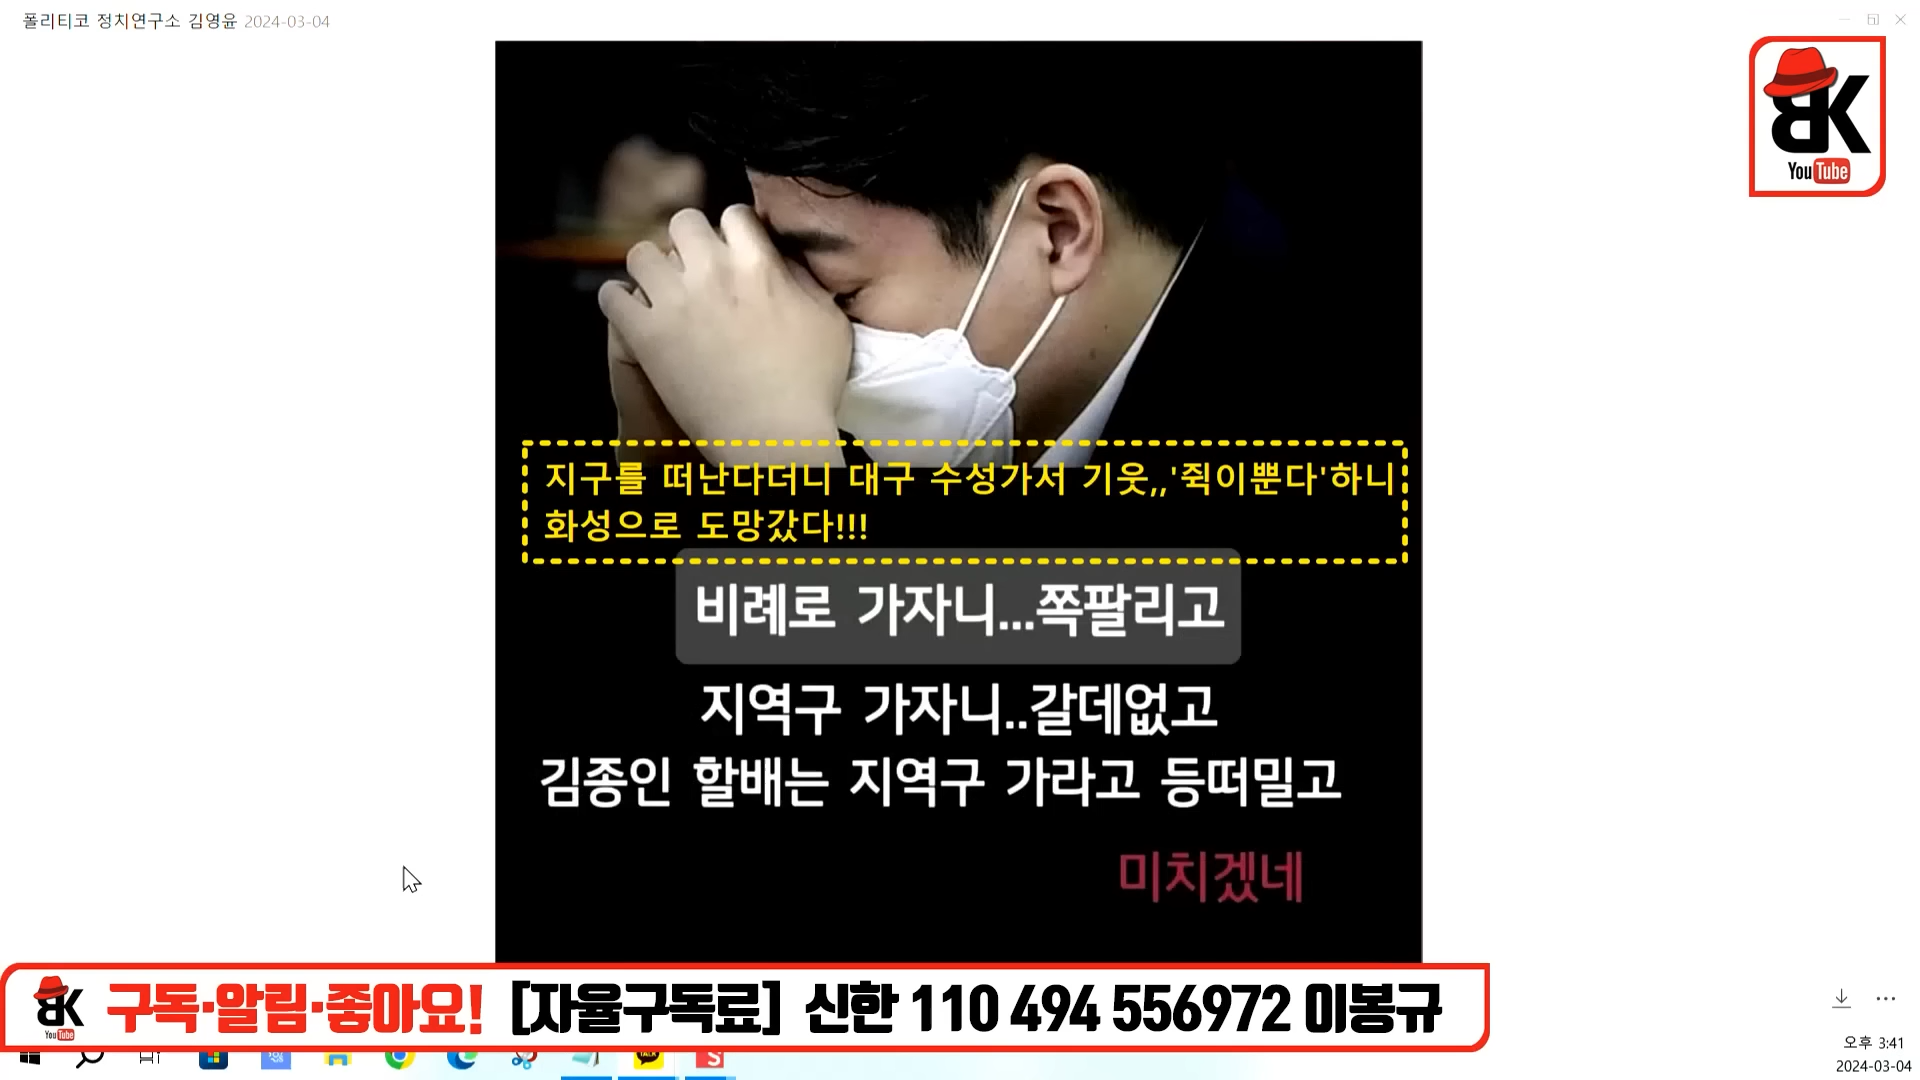 폴리티코 정치연구소 김영윤 2024-03-04
BK
YouTube
지구를 떠난다더니 대구 수성가서 기웃,,'쥑이뿐다'하니
화성으로 도망갔다!!!
비례로 가자니...쪽팔리고
지역구 가자니..갈데없고
김종인 할배는 지역구 가라고 등떠밀고
미치겠네
BK
YouTube
구독·알림·좋아요! [자율구독료] 신한 110 494 556972 이봉규
TALK
S
오후 3:41
2024-03-04